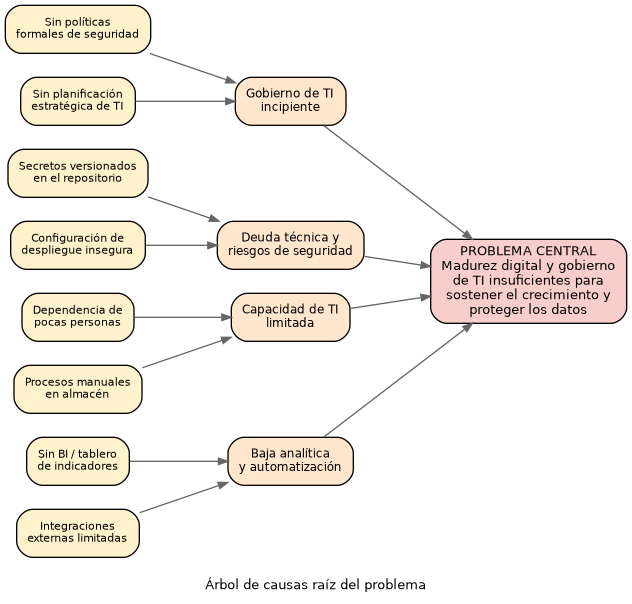 Sin políticas
formales de seguridad
Sin planificación
estratégica de TI
Gobierno de TI
incipiente
Secretos versionados
en el repositorio
Configuración de
despliegue insegura
Deuda técnica y
riesgos de seguridad
PROBLEMA CENTRAL
Madurez digital y gobierno
de TI insuficientes para
sostener el crecimiento y
proteger los datos
Dependencia de
pocas personas
Capacidad de TI
limitada
Procesos manuales
en almacén
Sin BI / tablero
de indicadores
Baja analítica
y automatización
Integraciones
externas limitadas
Árbol de causas raíz del problema